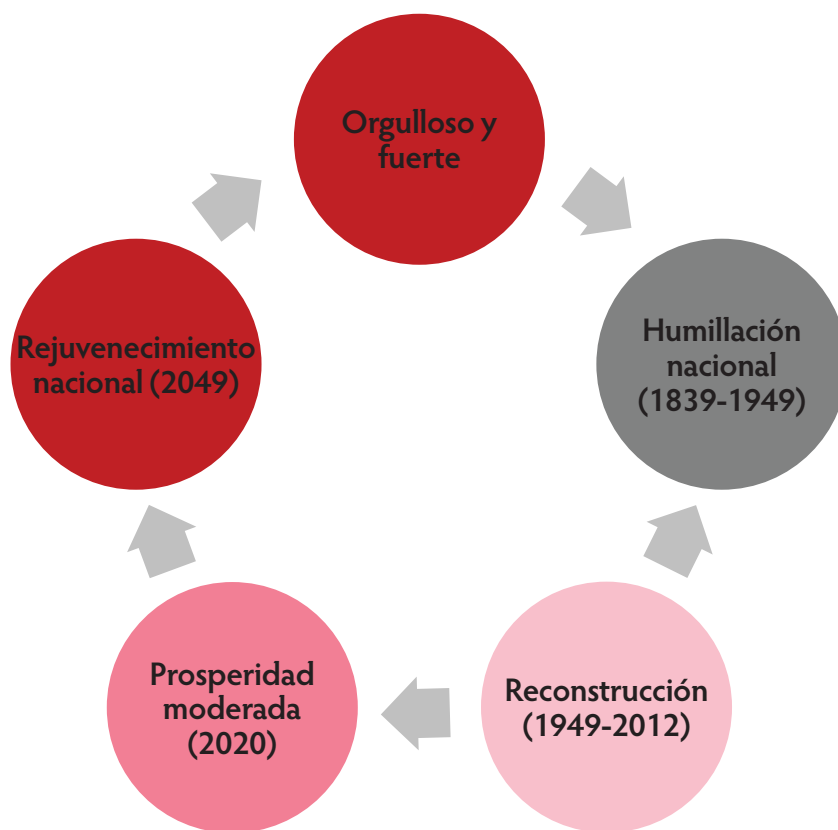 Orgulloso y
fuerte
Humillación
nacional
(1839-1949)
Reconstrucción
(1949-2012)
Prosperidad
moderada
(2020)
Rejuvenecimiento
nacional (2049)